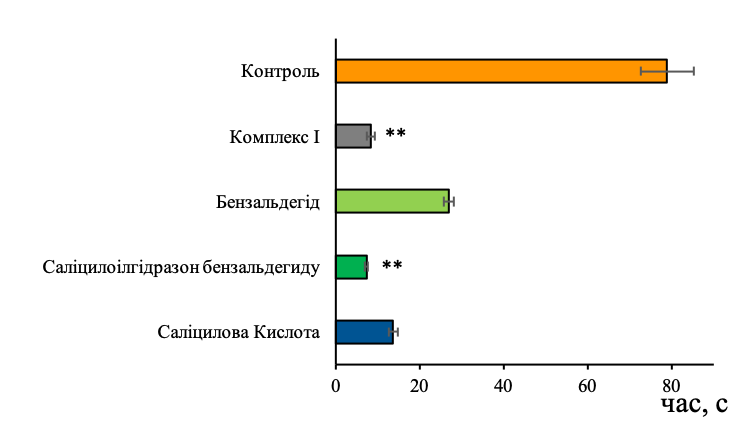 Контроль
Комплекс I **
Бензальдегід
Саліцилоілгідразон бензальдегиду **
Саліцилова Кислота
0 20 40 60 80
час, с